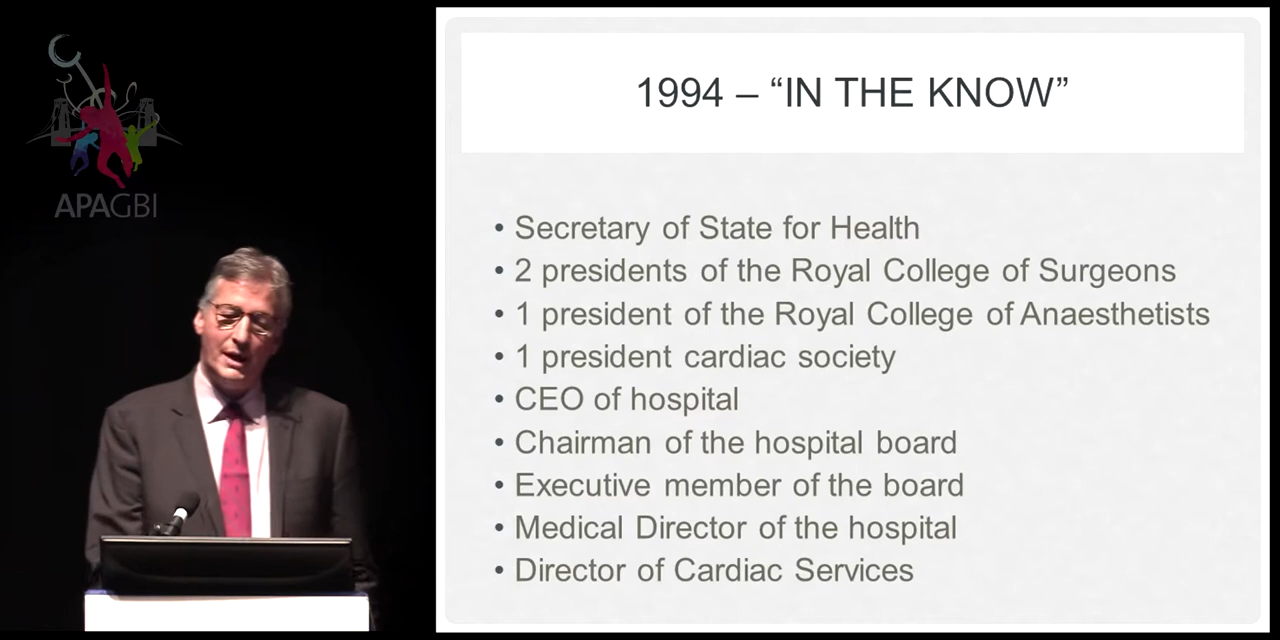 APAGBI
1994 – “IN THE KNOW”
• Secretary of State for Health
• 2 presidents of the Royal College of Surgeons
• 1 president of the Royal College of Anaesthetists
• 1 president cardiac society
• CEO of hospital
• Chairman of the hospital board
• Executive member of the board
• Medical Director of the hospital
• Director of Cardiac Services